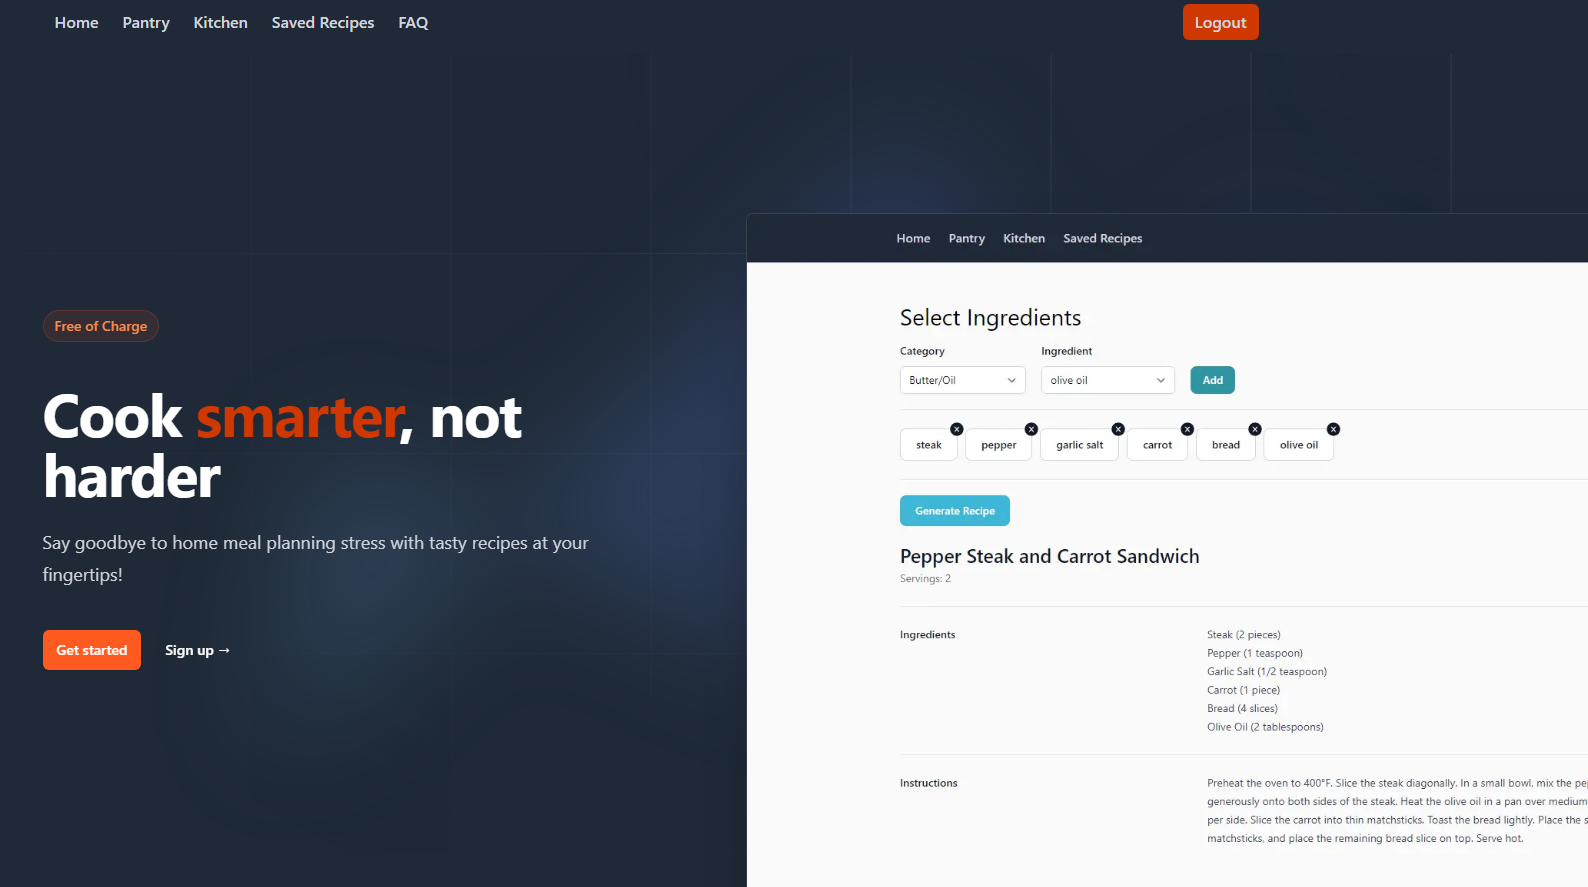 Home Pantry Kitchen Saved Recipes FAQ Logout
Free of Charge
Cook smarter, not
harder
Say goodbye to home meal planning stress with tasty recipes at your
fingertips!
Get started Sign up →
Home Pantry Kitchen Saved Recipes
Select Ingredients
Category Ingredient
Butter/Oil olive oil Add
steak x pepper x garlic salt x carrot x bread x olive oil x
Generate Recipe
Pepper Steak and Carrot Sandwich
Servings: 2
Ingredients
Steak (2 pieces)
Pepper (1 teaspoon)
Garlic Salt (1/2 teaspoon)
Carrot (1 piece)
Bread (4 slices)
Olive Oil (2 tablespoons)
Instructions
Preheat the oven to 400°F. Slice the steak diagonally. In a small bowl, mix the
generously onto both sides of the steak. Heat the olive oil in a pan over medium
per side. Slice the carrot into thin matchsticks. Toast the bread lightly. Place the
matchsticks, and place the remaining bread slice on top. Serve hot.